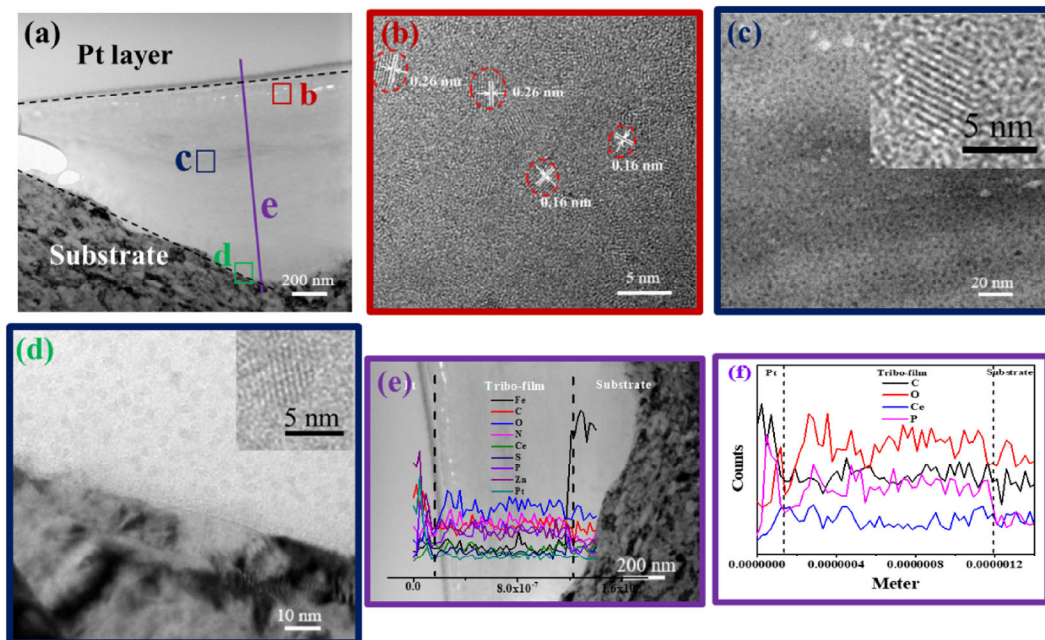 (a)
Pt layer
b
c
e
Substrate
d
200 nm
(b)
0.26 nm
0.26 nm
0.16 nm
0.16 nm
5 nm
(c)
5 nm
20 nm
(d)
5 nm
10 nm
(e)
Pt
Tribo-film
Substrate
Fe
C
O
N
Ce
S
P
Zn
Pt
200 nm
0.0
8.0x10⁻⁷
(f)
Pt
Tribo-film
Substrate
C
O
Ce
P
Counts
0.0000000
0.0000004
0.0000008
0.0000012
Meter